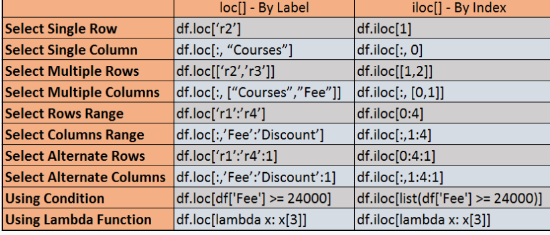 loc[] - By Label iloc[] - By Index
Select Single Row df.loc[‘r2’] df.iloc[1]
Select Single Column df.loc[:, “Courses”] df.iloc[:, 0]
Select Multiple Rows df.loc[[‘r2’,’r3’]] df.iloc[[1,2]]
Select Multiple Columns df.loc[:, [“Courses”,”Fee”]] df.iloc[:, [0,1]]
Select Rows Range df.loc[‘r1’:’r4’] df.iloc[0:4]
Select Columns Range df.loc[:,’Fee’:’Discount’] df.iloc[:,1:4]
Select Alternate Rows df.loc[‘r1’:’r4’:1] df.iloc[0:4:1]
Select Alternate Columns df.loc[:,’Fee’:’Discount’:1] df.iloc[:,1:4:1]
Using Condition df.loc[df['Fee'] >= 24000] df.iloc[list(df['Fee'] >= 24000)]
Using Lambda Function df.loc[lambda x: x[3]] df.iloc[lambda x: x[3]]